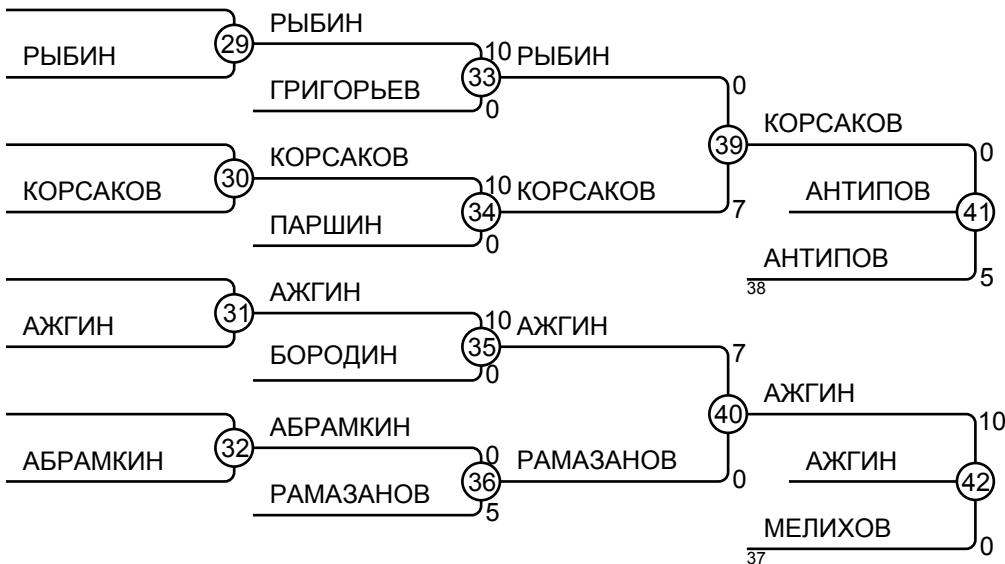 РЫБИН
29
РЫБИН
10
ГРИГОРЬЕВ
0
33
РЫБИН
0
КОРСАКОВ
30
КОРСАКОВ
10
ПАРШИН
0
34
КОРСАКОВ
7
39
КОРСАКОВ
0
АНТИПОВ
41
АНТИПОВ
38
5
АЖГИН
31
АЖГИН
10
БОРОДИН
0
35
АЖГИН
7
АБРАМКИН
32
АБРАМКИН
0
РАМАЗАНОВ
5
36
РАМАЗАНОВ
0
40
АЖГИН
10
АЖГИН
42
МЕЛИХОВ
37
0